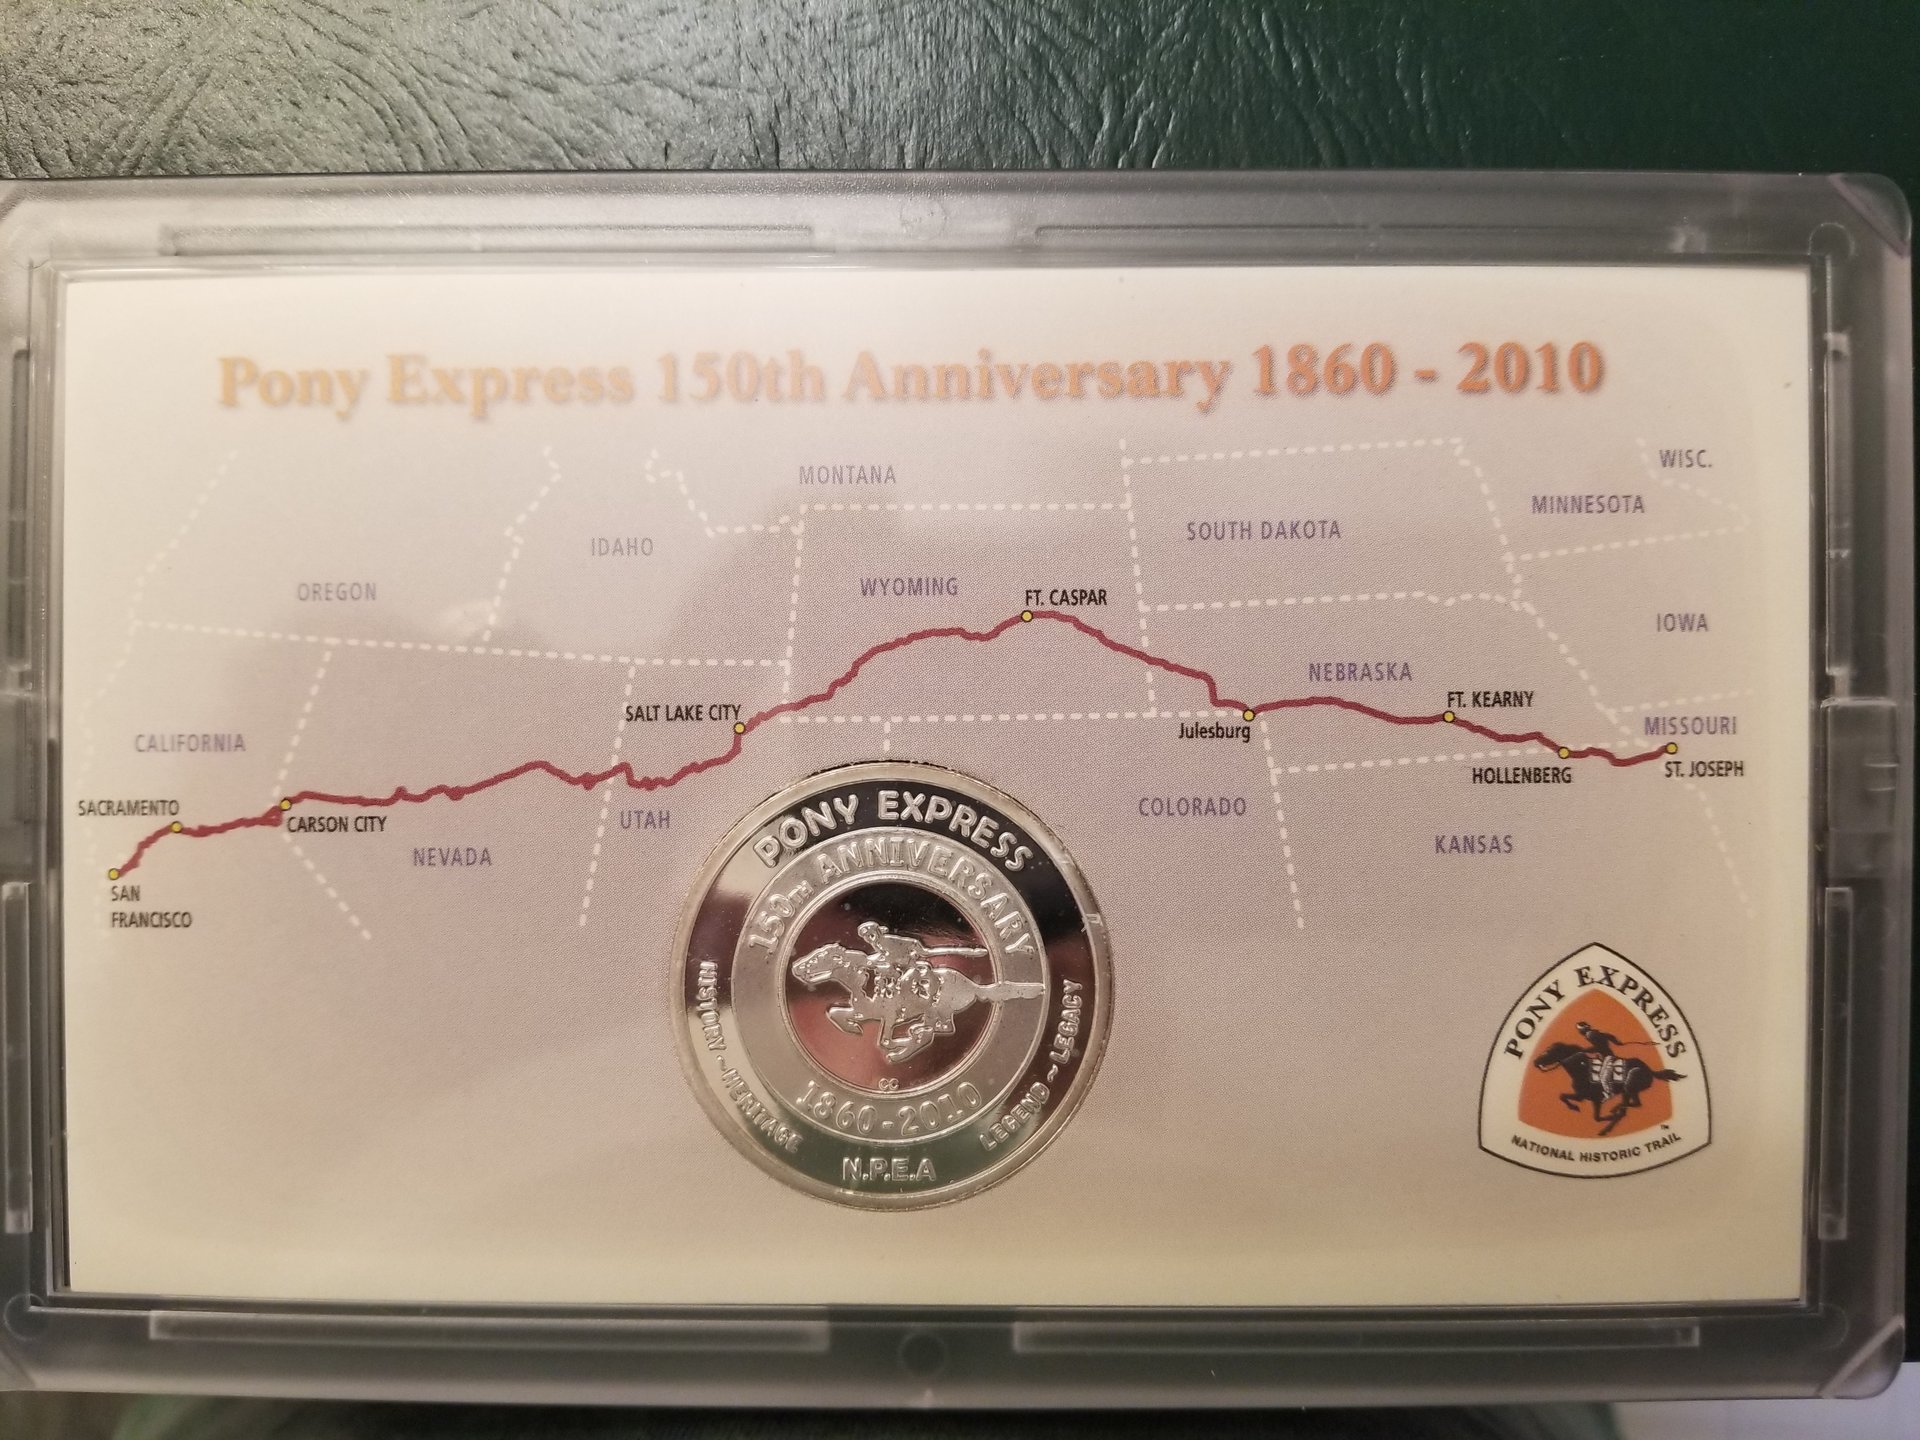 Pony Express 150th Anniversary 1860 - 2010
WISC.
MONTANA
MINNESOTA
SOUTH DAKOTA
IDAHO
OREGON
WYOMING
FT. CASPAR
IOWA
NEBRASKA
FT. KEARNY
SALT LAKE CITY
Julesburg
MISSOURI
CALIFORNIA
HOLLENBERG
ST. JOSEPH
SACRAMENTO
CARSON CITY
UTAH
COLORADO
NEVADA
KANSAS
SAN
FRANCISCO
PONY EXPRESS
150TH ANNIVERSARY
HISTORY ~ HERITAGE
LEGEND ~ LEGACY
CC
1860-2010
N.P.E.A
PONY EXPRESS
TM
NATIONAL HISTORIC TRAIL